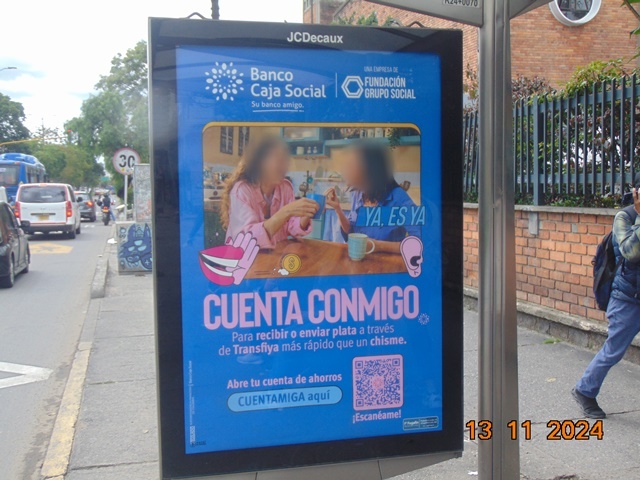 R24+0070
JCDecaux
Banco
Caja Social
Su banco amigo.
UNA EMPRESA DE
FUNDACIÓN
GRUPO SOCIAL
30
YA, ES YA
CUENTA CONMIGO
Para recibir o enviar plata a través
de Transfiya más rápido que un chisme.
Abre tu cuenta de ahorros
CUENTAMIGA aquí
¡Escanéame!
13 11 2024